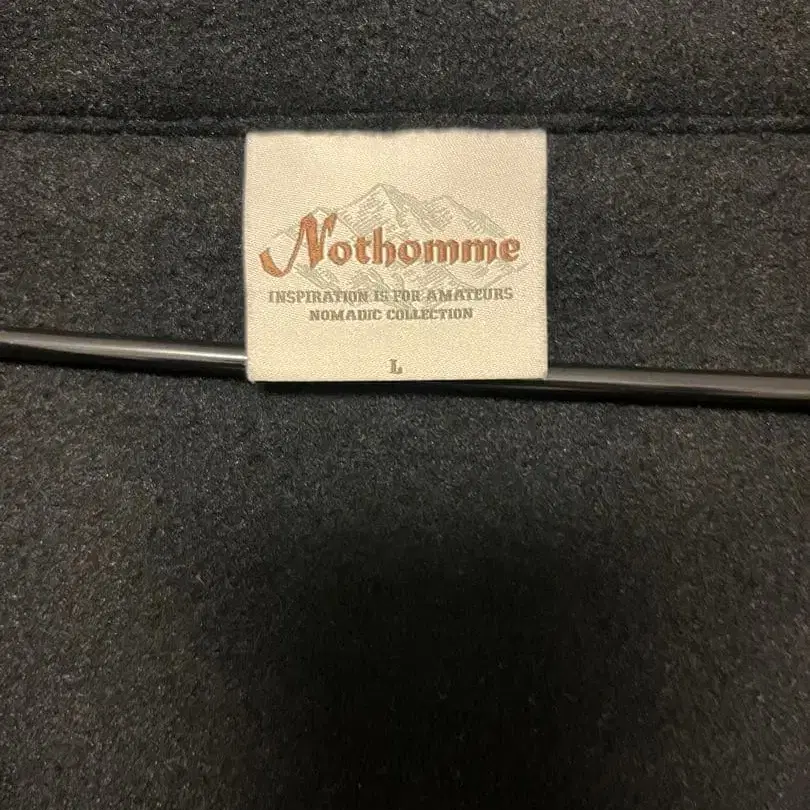 Nothomme
INSPIRATION IS FOR AMATEURS
NOMADIC COLLECTION
L